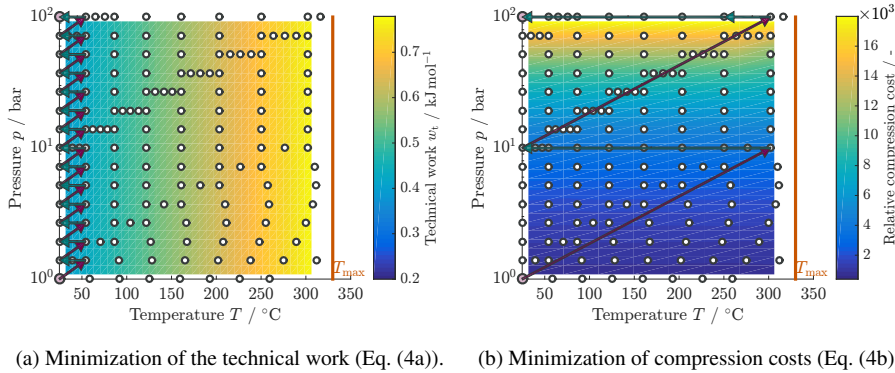 10²
10¹
10⁰
Pressure p / bar
50 100 150 200 250 300 350
Temperature T / °C
T_max
0.7
0.6
0.5
0.4
0.3
0.2
Technical work w_t / kJ mol⁻¹
(a) Minimization of the technical work (Eq. (4a)).
10²
10¹
10⁰
Pressure p / bar
50 100 150 200 250 300 350
Temperature T / °C
T_max
×10³
16
14
12
10
8
6
4
2
Relative compression cost / -
(b) Minimization of compression costs (Eq. (4b)